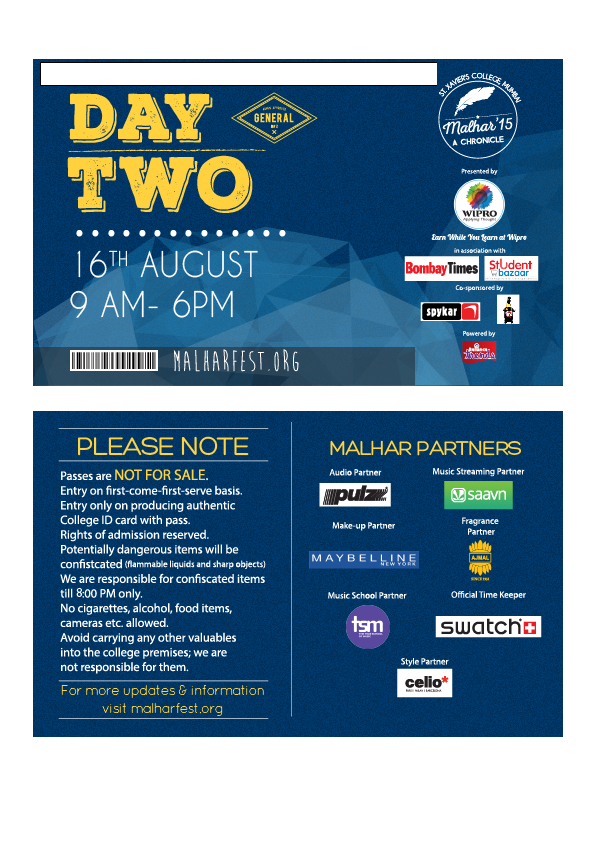 DAY
TWO
GENERAL
16TH AUGUST
9 AM- 6PM
MALHARFEST.ORG
ST. XAVIER'S COLLEGE, MUMBAI
Malhar'15
A CHRONICLE
Presented by
WIPRO
Applying Thought
Earn While You Learn at Wipro
in association with
BombayTimes
Student
bazaar
Co-sponsored by
spykar
Powered by
Trends
PLEASE NOTE
Passes are NOT FOR SALE.
Entry on first-come-first-serve basis.
Entry only on producing authentic
College ID card with pass.
Rights of admission reserved.
Potentially dangerous items will be
confistcated (flammable liquids and sharp objects)
We are responsible for confiscated items
till 8:00 PM only.
No cigarettes, alcohol, food items,
cameras etc. allowed.
Avoid carrying any other valuables
into the college premises; we are
not responsible for them.
For more updates & information
visit malharfest.org
MALHAR PARTNERS
Audio Partner
Music Streaming Partner
pulz
saavn
Make-up Partner
Fragrance
Partner
MAYBELLINE
NEW YORK
AJMAL
SINCE 1951
Music School Partner
Official Time Keeper
tsm
swatch
Style Partner
celio*